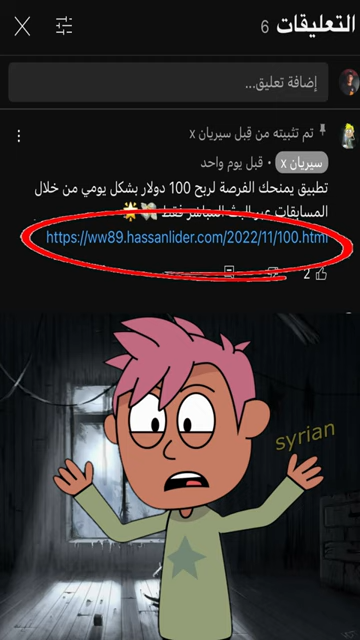 التعليقات 6
إضافة تعليق...
تم تثبيته من قِبل سيريان x
سيريان x • قبل يوم واحد
تطبيق يمنحك الفرصة لربح 100 دولار بشكل يومي من خلال
المسابقات عبر البث المباشر فقط
https://ww89.hassanlider.com/2022/11/100.html
2
syrian